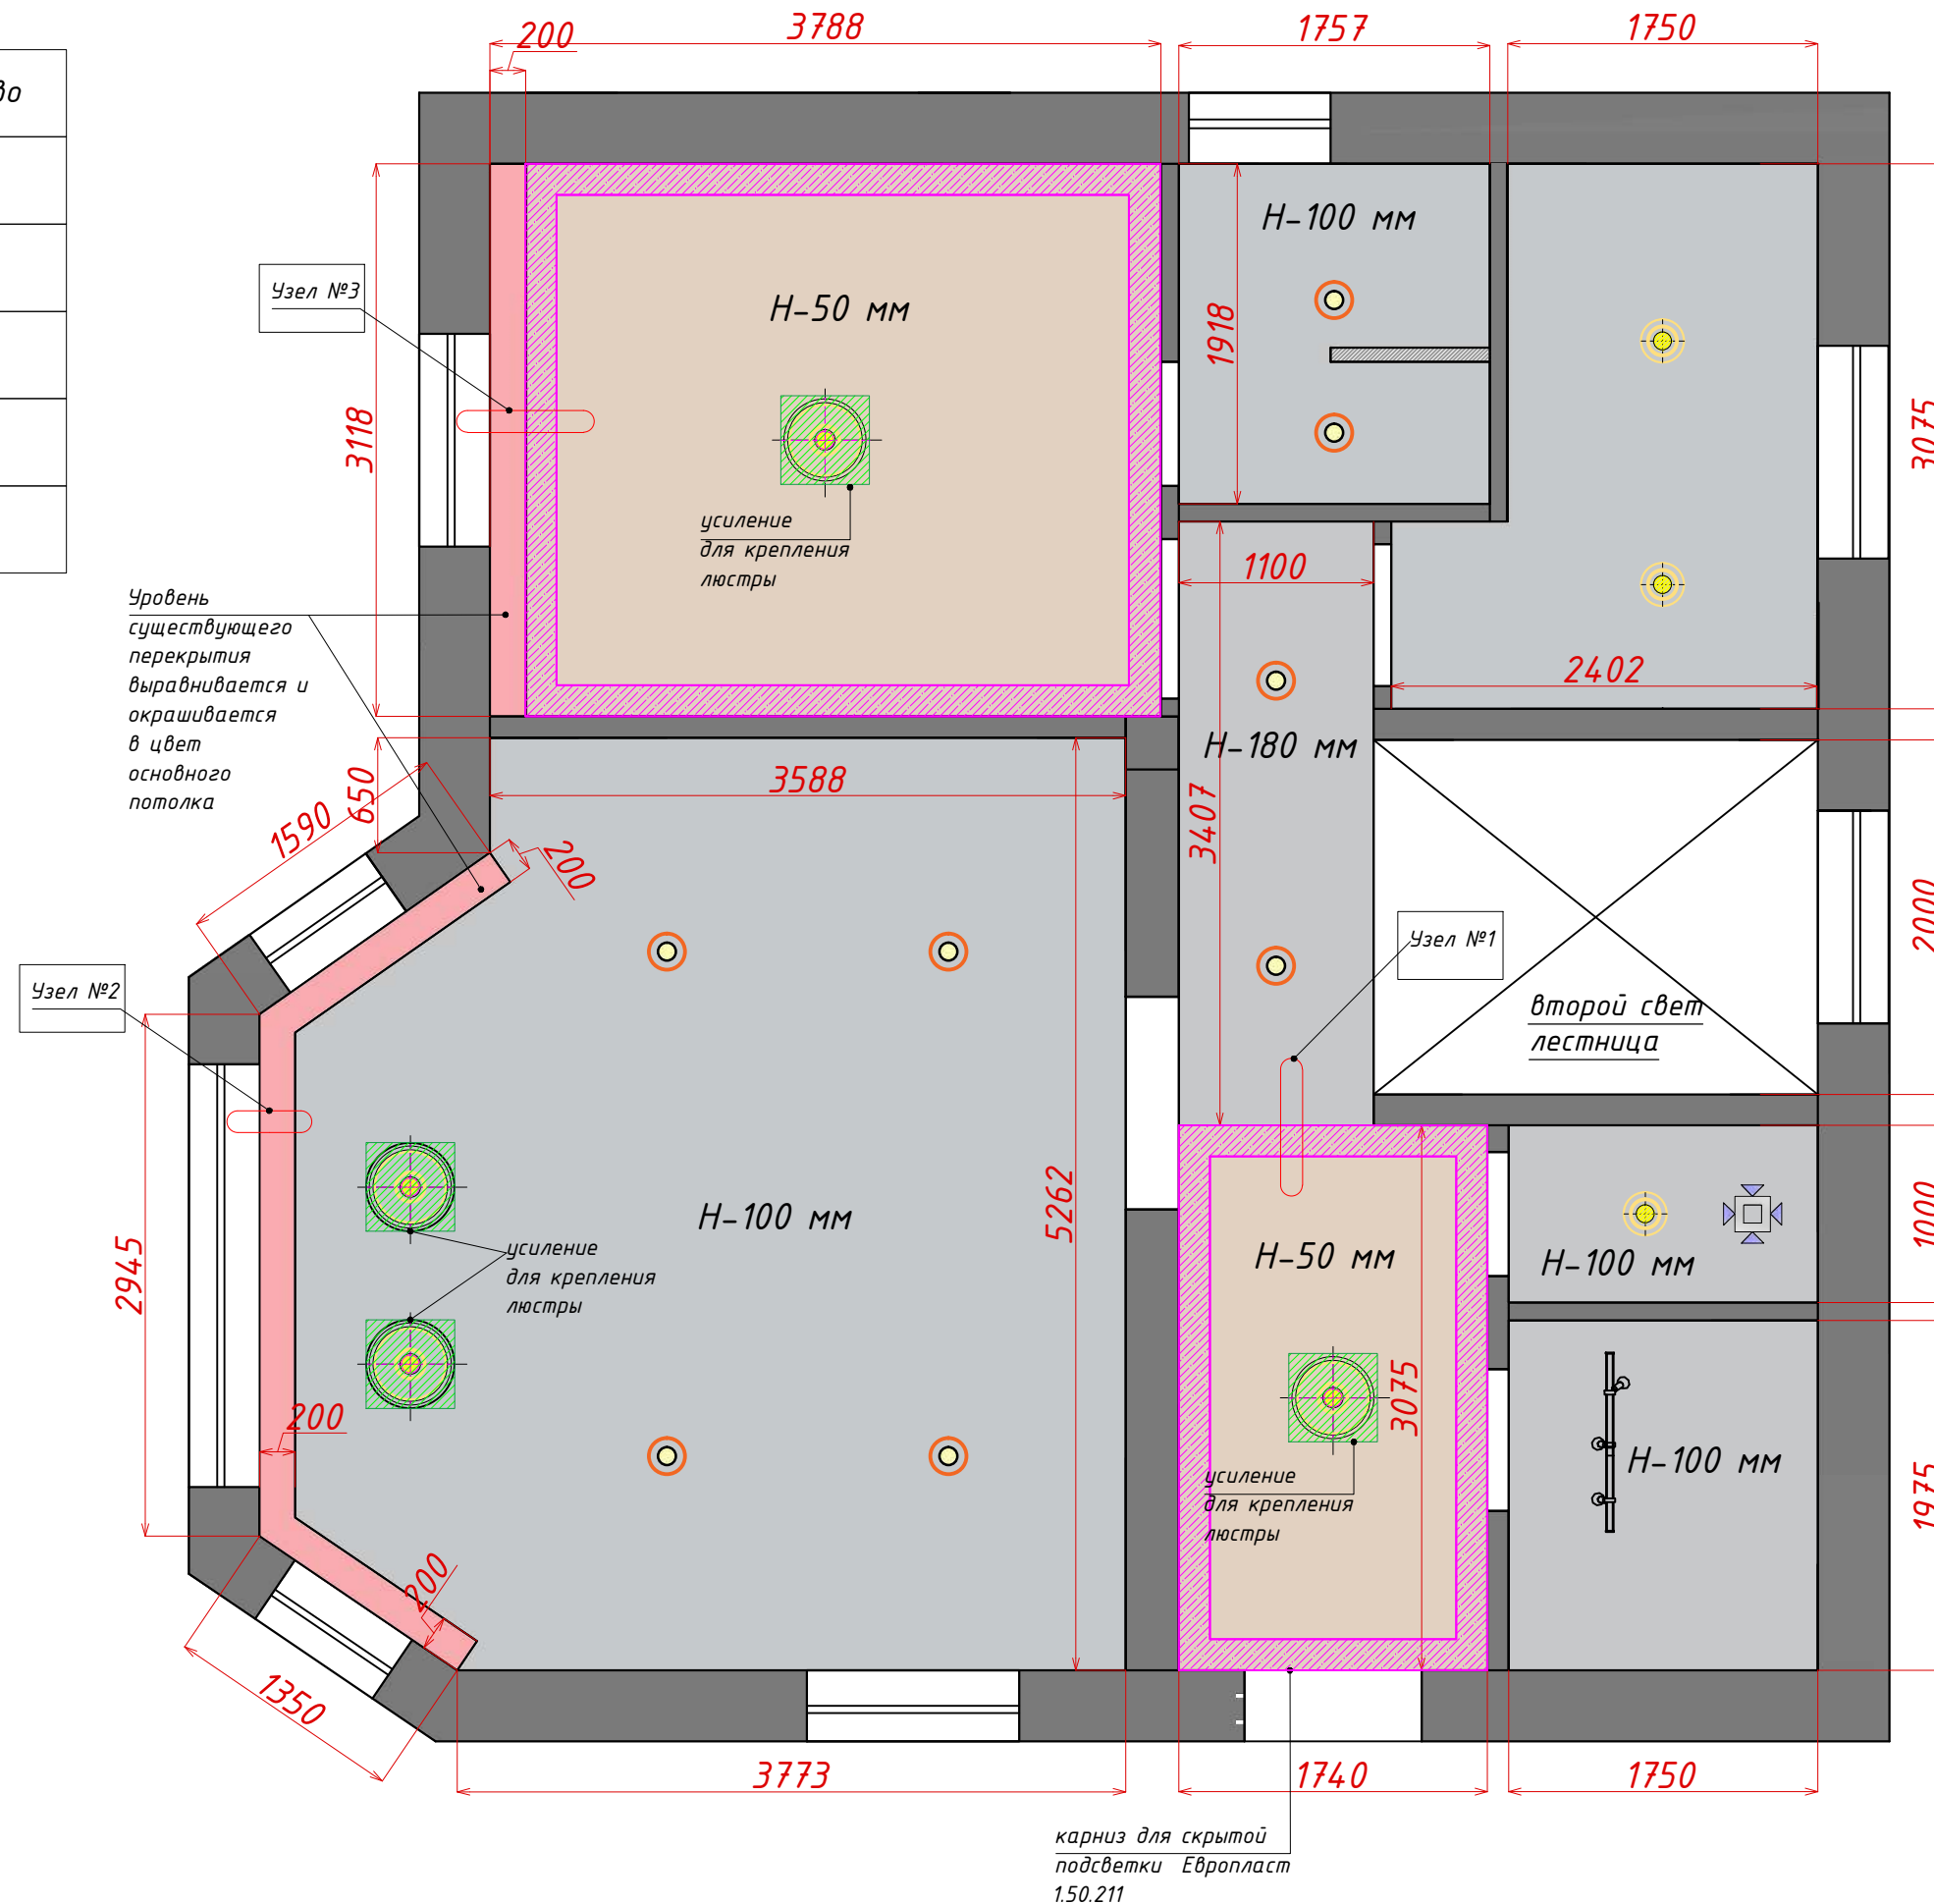 во
3788
200
1757
1750
Н-100 мм
Узел №3
Н-50 мм
1918
3118
3075
усиление
для крепления
люстры
1100
Уровень
существующего
перекрытия
выравнивается и
окрашивается
в цвет
основного
потолка
2402
Н-180 мм
650
3588
1590
200
3407
2000
Узел №1
Узел №2
второй свет
лестница
5262
Н-100 мм
2945
усиление
для крепления
люстры
Н-50 мм
Н-100 мм
1000
200
3075
Н-100 мм
усиление
для крепления
люстры
1975
200
1350
3773
1740
1750
карниз для скрытой
подсветки Европласт
1.50.211